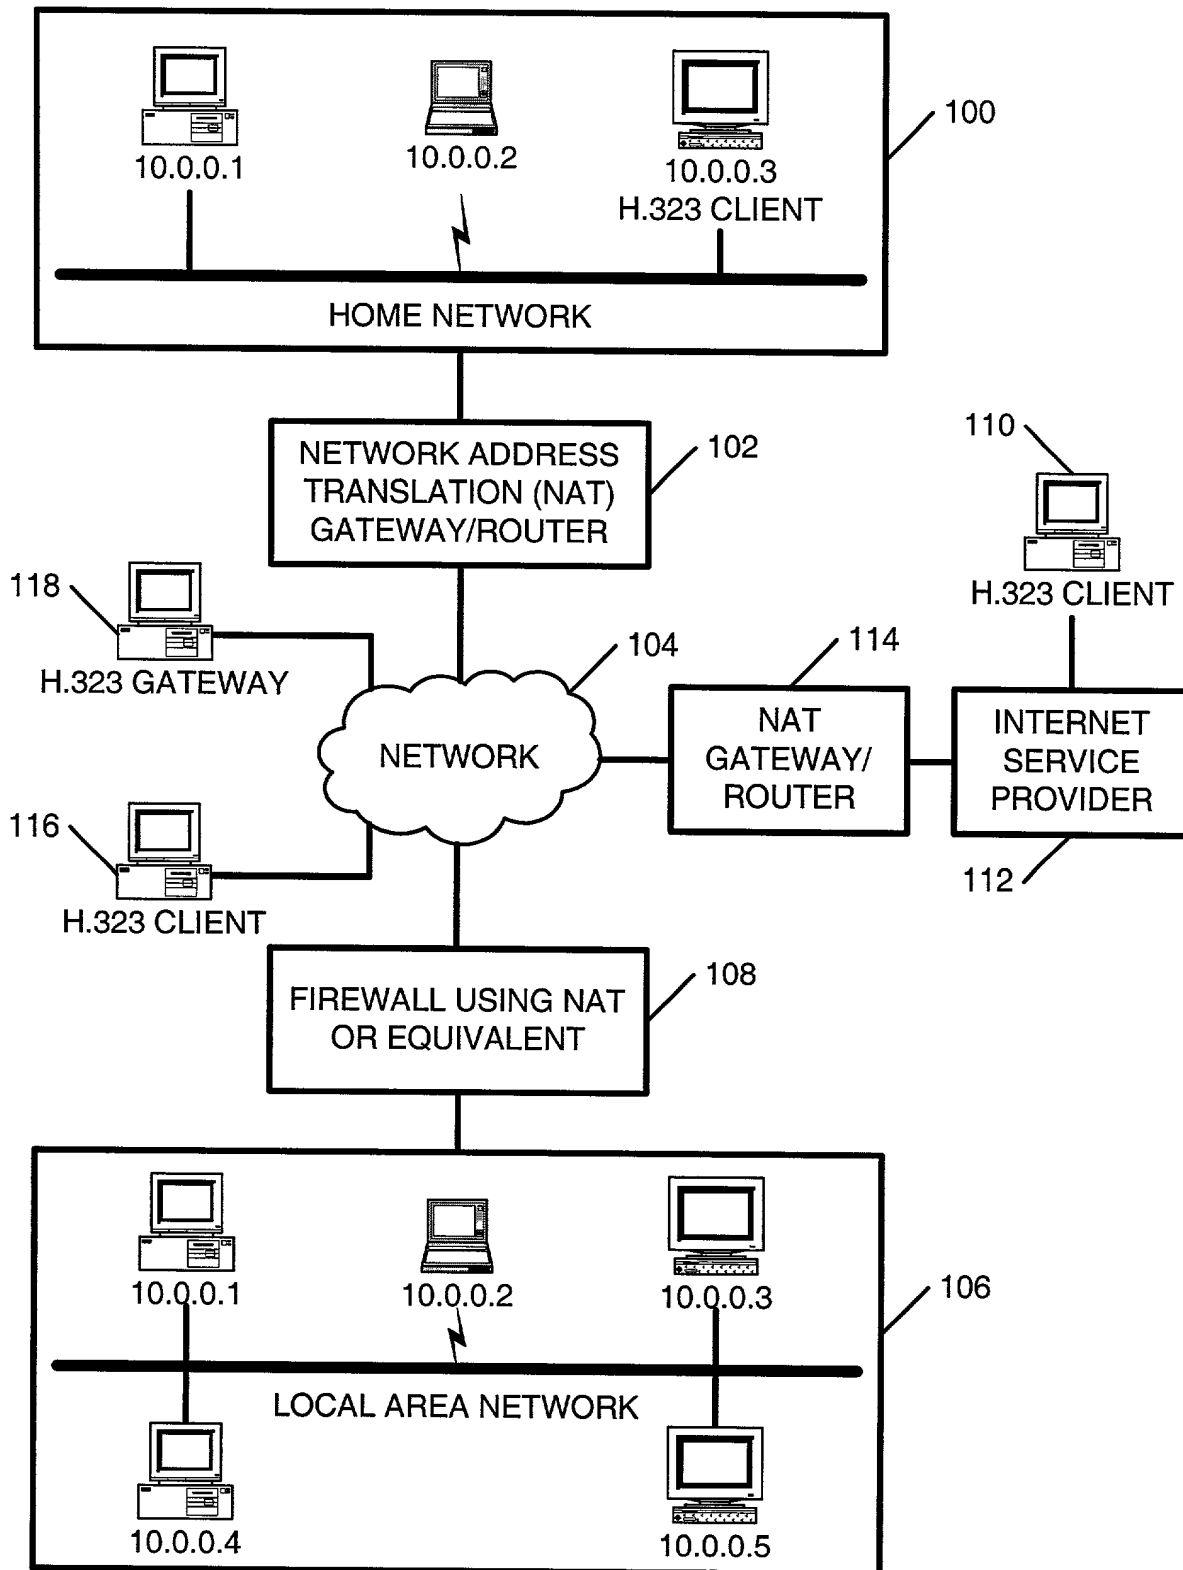 10.0.0.1
10.0.0.2
10.0.0.3
H.323 CLIENT
100
HOME NETWORK
NETWORK ADDRESS
TRANSLATION (NAT)
GATEWAY/ROUTER
102
110
H.323 CLIENT
118
H.323 GATEWAY
104
NETWORK
114
NAT
GATEWAY/
ROUTER
INTERNET
SERVICE
PROVIDER
112
116
H.323 CLIENT
FIREWALL USING NAT
OR EQUIVALENT
108
10.0.0.1
10.0.0.2
10.0.0.3
106
LOCAL AREA NETWORK
10.0.0.4
10.0.0.5